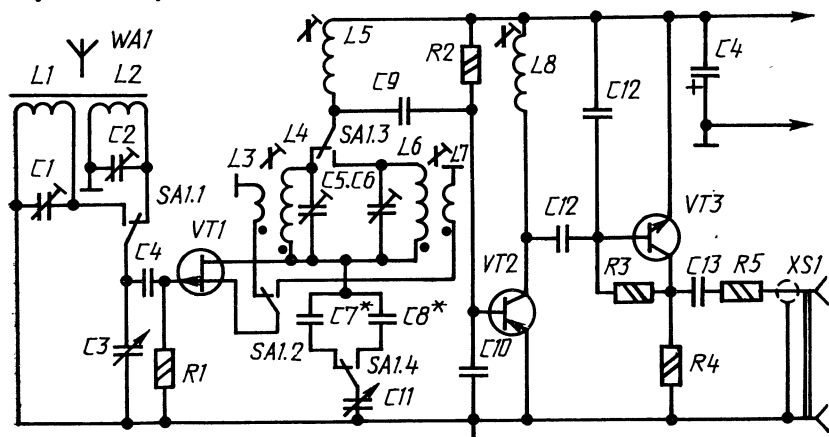 WA1
L1
L2
C1
C2
SA1.1
C4
C3
R1
VT1
L3
L4
L5
C9
SA1.3
C5.C6
L6
L7
C7*
C8*
SA1.2
SA1.4
C11
R2
C10
VT2
L8
C12
C12
R3
VT3
C13
R5
R4
XS1
C4
+